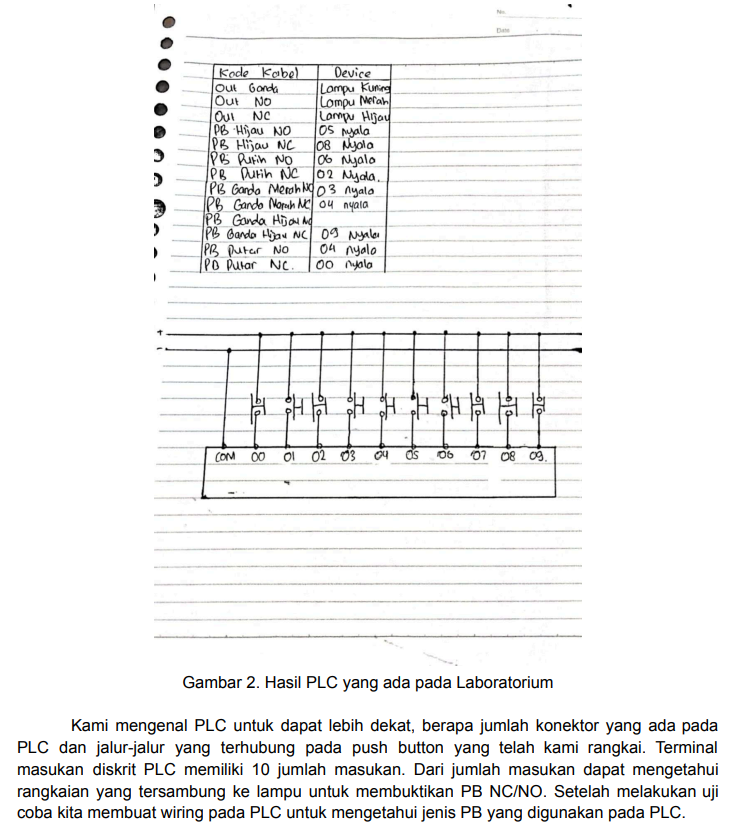 No.
Date
Kode Kabel Device
Out Ganda Lampu Kuning
Out NO Lampu Merah
Out NC Lampu Hijau
PB Hijau NO 05 nyala
PB Hijau NC 08 Nyala
PB Putih NO 06 Nyala
PB Putih NC 02 Nyala.
PB Ganda Merah NO 03 nyala
PB Ganda Merah NC 04 nyala
PB Ganda Hijau NO
PB Ganda Hijau NC 09 Nyala
PB Putar NO 04 nyala
PB Putar NC. 00 nyala
+
-
COM 00 01 02 03 04 05 06 07 08 09.
Gambar 2. Hasil PLC yang ada pada Laboratorium
Kami mengenal PLC untuk dapat lebih dekat, berapa jumlah konektor yang ada pada
PLC dan jalur-jalur yang terhubung pada push button yang telah kami rangkai. Terminal
masukan diskrit PLC memiliki 10 jumlah masukan. Dari jumlah masukan dapat mengetahui
rangkaian yang tersambung ke lampu untuk membuktikan PB NC/NO. Setelah melakukan uji
coba kita membuat wiring pada PLC untuk mengetahui jenis PB yang digunakan pada PLC.